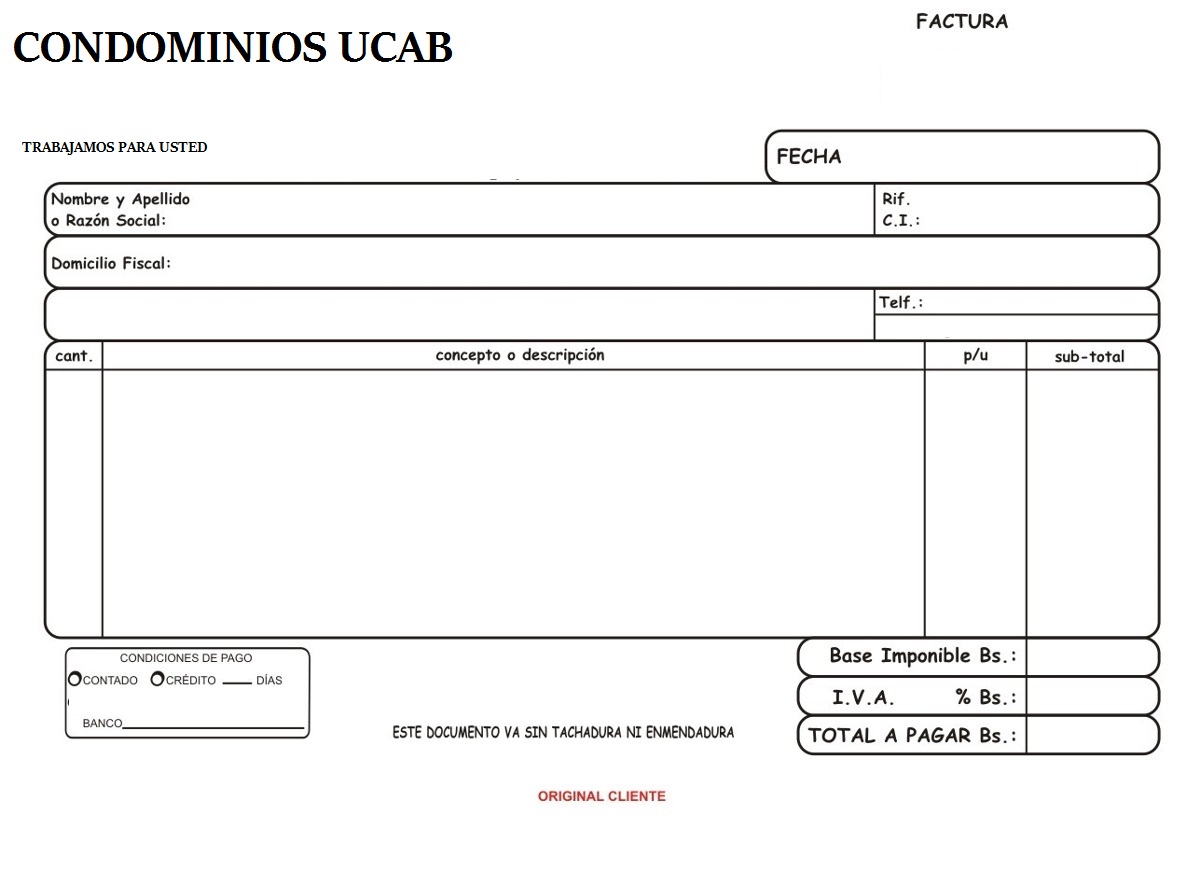 FACTURA
CONDOMINIOS UCAB
TRABAJAMOS PARA USTED
FECHA
Nombre y Apellido
o Razón Social:
Rif.
C.I.:
Domicilio Fiscal:
Telf.:
cant.
concepto o descripción
p/u
sub-total
CONDICIONES DE PAGO
CONTADO CRÉDITO ___ DÍAS
BANCO___
Base Imponible Bs.:
I.V.A. % Bs.:
TOTAL A PAGAR Bs.:
ESTE DOCUMENTO VA SIN TACHADURA NI ENMENDADURA
ORIGINAL CLIENTE